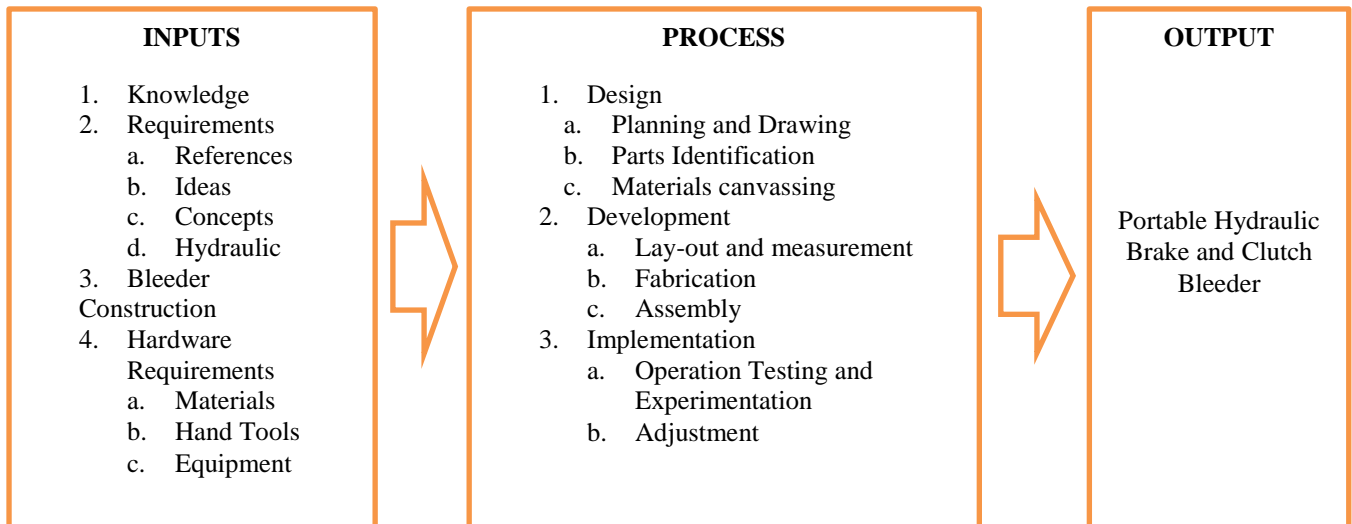 INPUTS
1. Knowledge
2. Requirements
a. References
b. Ideas
c. Concepts
d. Hydraulic
3. Bleeder
Construction
4. Hardware
Requirements
a. Materials
b. Hand Tools
c. Equipment
PROCESS
1. Design
a. Planning and Drawing
b. Parts Identification
c. Materials canvassing
2. Development
a. Lay-out and measurement
b. Fabrication
c. Assembly
3. Implementation
a. Operation Testing and
Experimentation
b. Adjustment
OUTPUT
Portable Hydraulic
Brake and Clutch
Bleeder